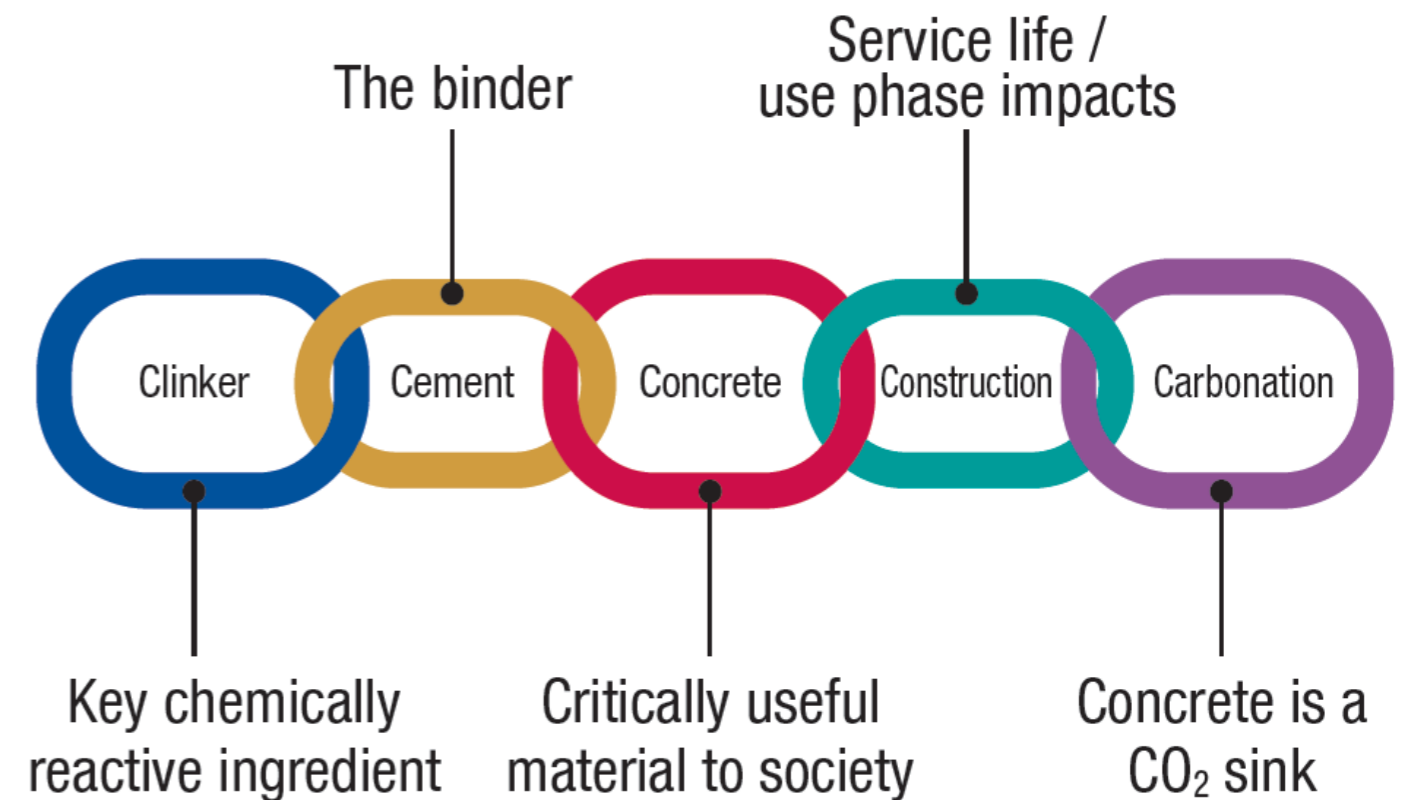 Service life /
use phase impacts
The binder
Clinker
Cement
Concrete
Construction
Carbonation
Key chemically
reactive ingredient
Critically useful
material to society
Concrete is a
CO₂ sink